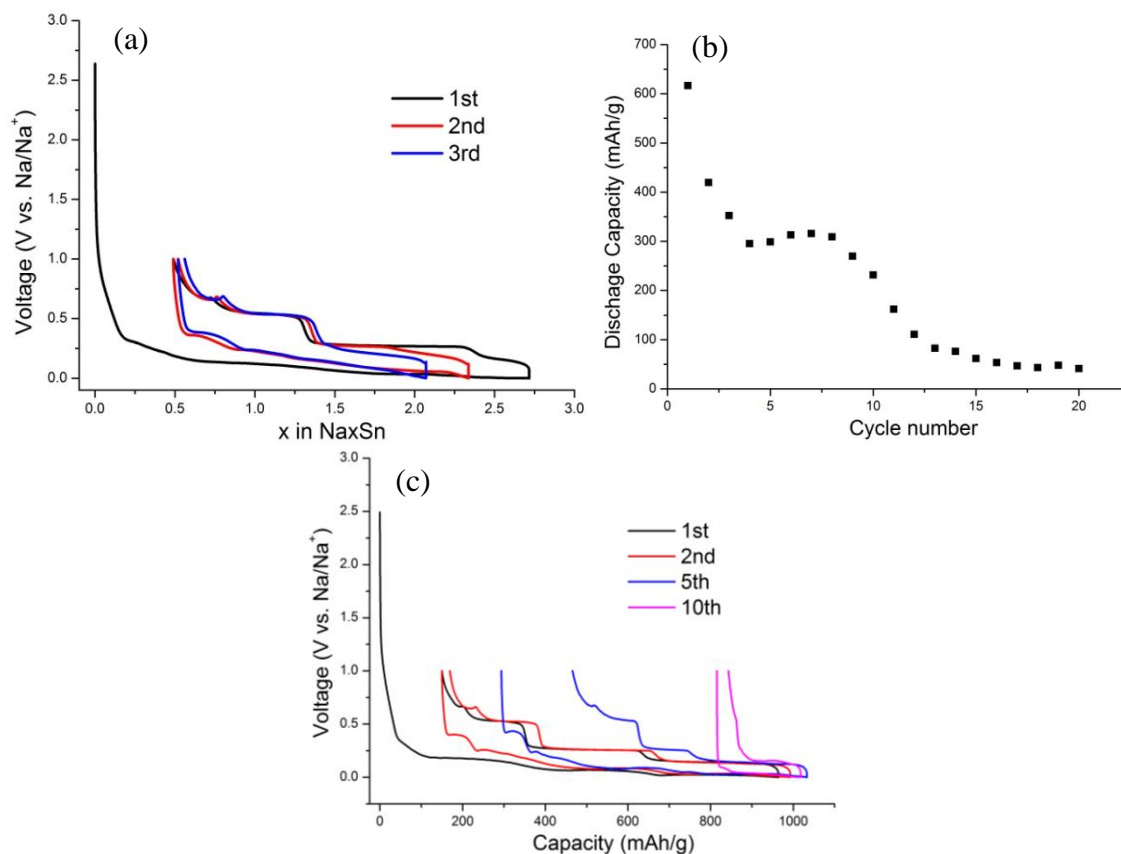 (a)
3.0
2.5
2.0
1.5
1.0
0.5
0.0
Voltage (V vs. Na/Na⁺)
1st
2nd
3rd
0.0 0.5 1.0 1.5 2.0 2.5 3.0
x in NaxSn
(b)
700
600
500
400
300
200
100
0
Dischage Capacity (mAh/g)
0 5 10 15 20
Cycle number
(c)
3.0
2.5
2.0
1.5
1.0
0.5
0.0
Voltage (V vs. Na/Na⁺)
1st
2nd
5th
10th
0 200 400 600 800 1000
Capacity (mAh/g)